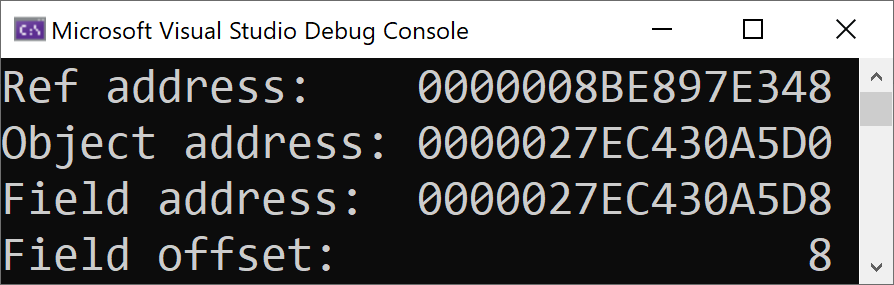 C:\
Microsoft Visual Studio Debug Console
Ref address: 0000008BE897E348
Object address: 0000027EC430A5D0
Field address: 0000027EC430A5D8
Field offset: 8